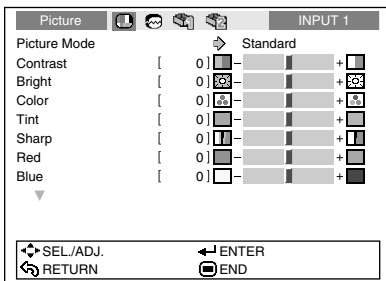 Picture INPUT 1
Picture Mode Standard
Contrast [ 0 ] - +
Bright [ 0 ] - +
Color [ 0 ] - +
Tint [ 0 ] - +
Sharp [ 0 ] - +
Red [ 0 ] - +
Blue [ 0 ] - +
SEL./ADJ. ENTER
RETURN END